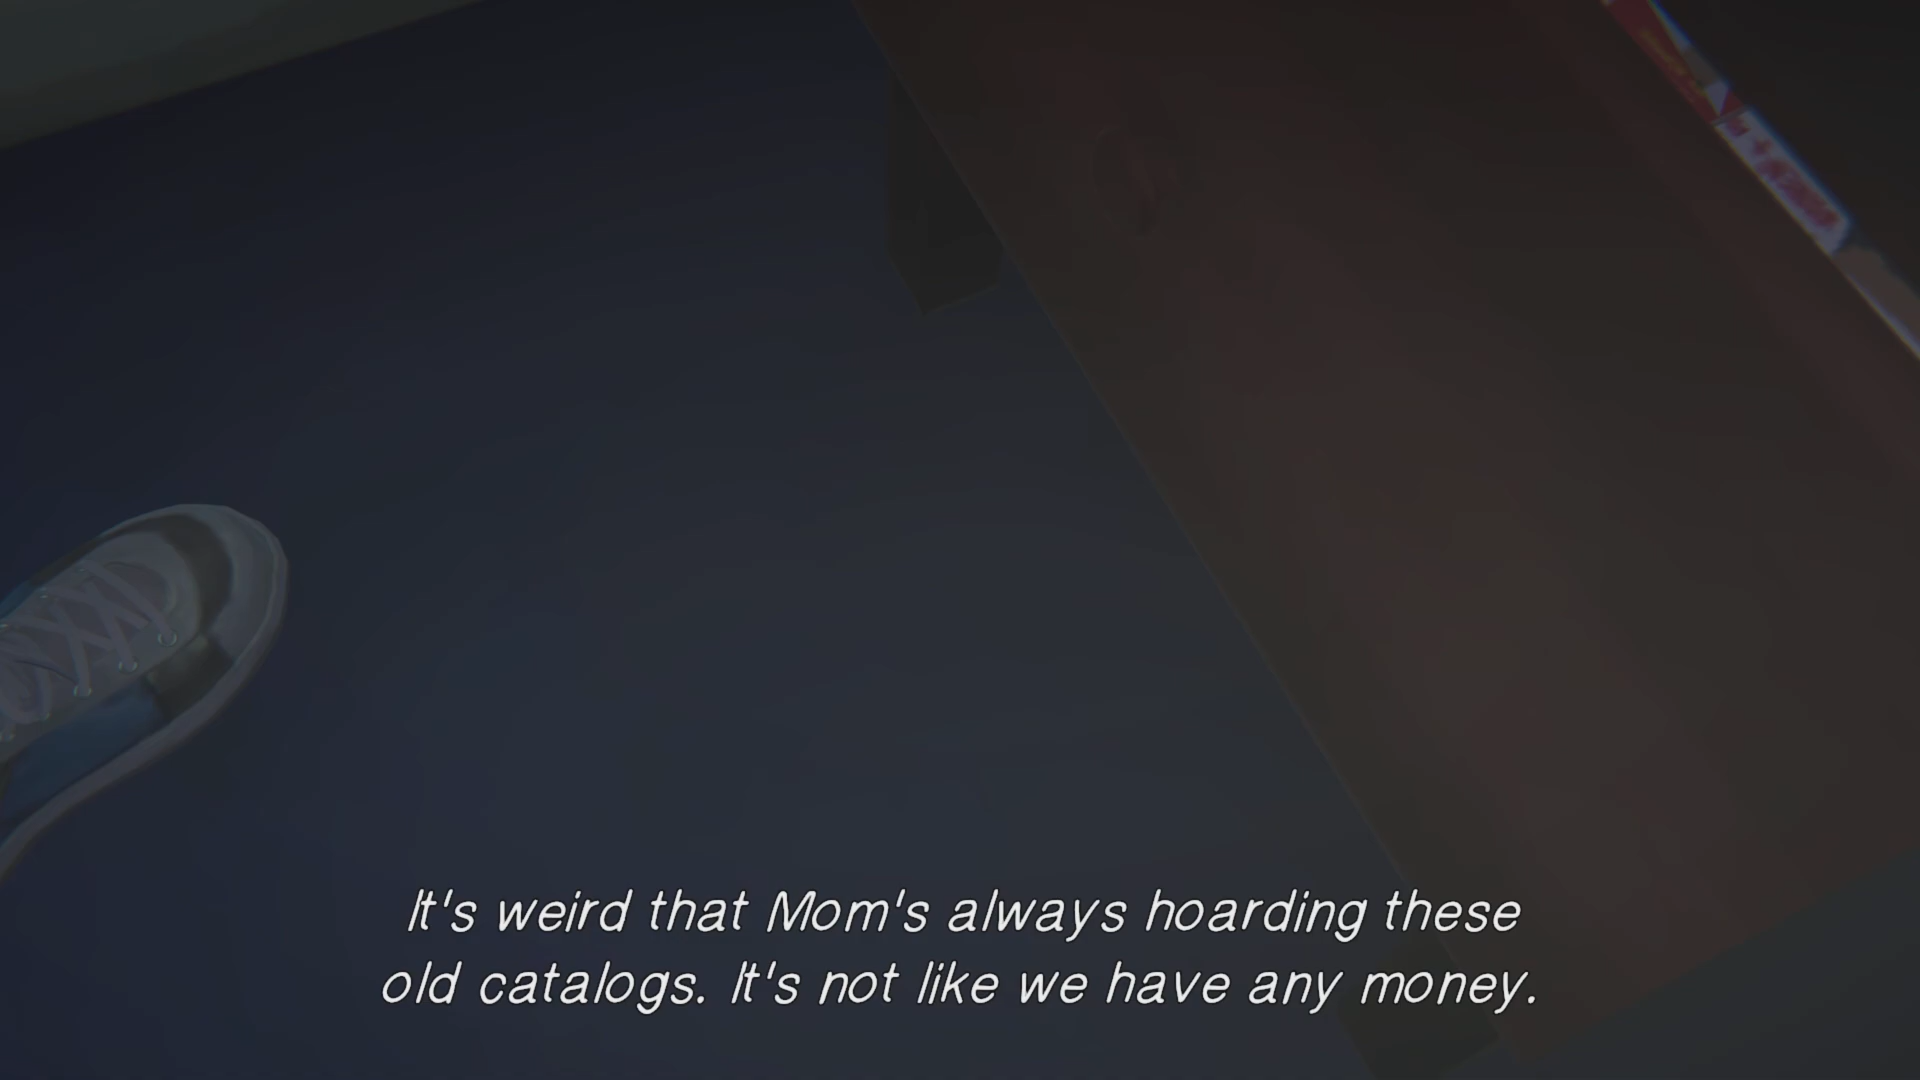 It's weird that Mom's always hoarding these
old catalogs. It's not like we have any money.